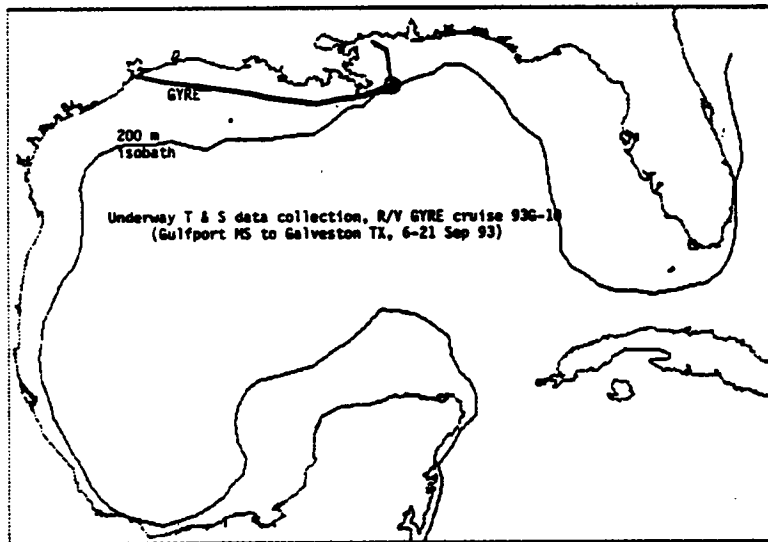 GYRE
200 m
isobath
Underway T & S data collection, R/V GYRE cruise 93G-10
(Gulfport MS to Galveston TX, 6-21 Sep 93)